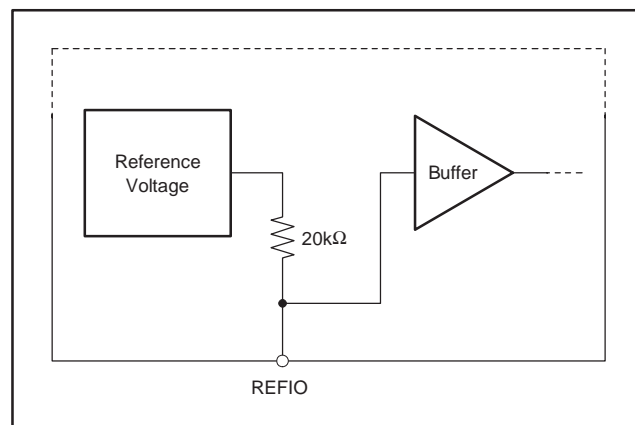 Reference
Voltage
Buffer
20kΩ
REFIO